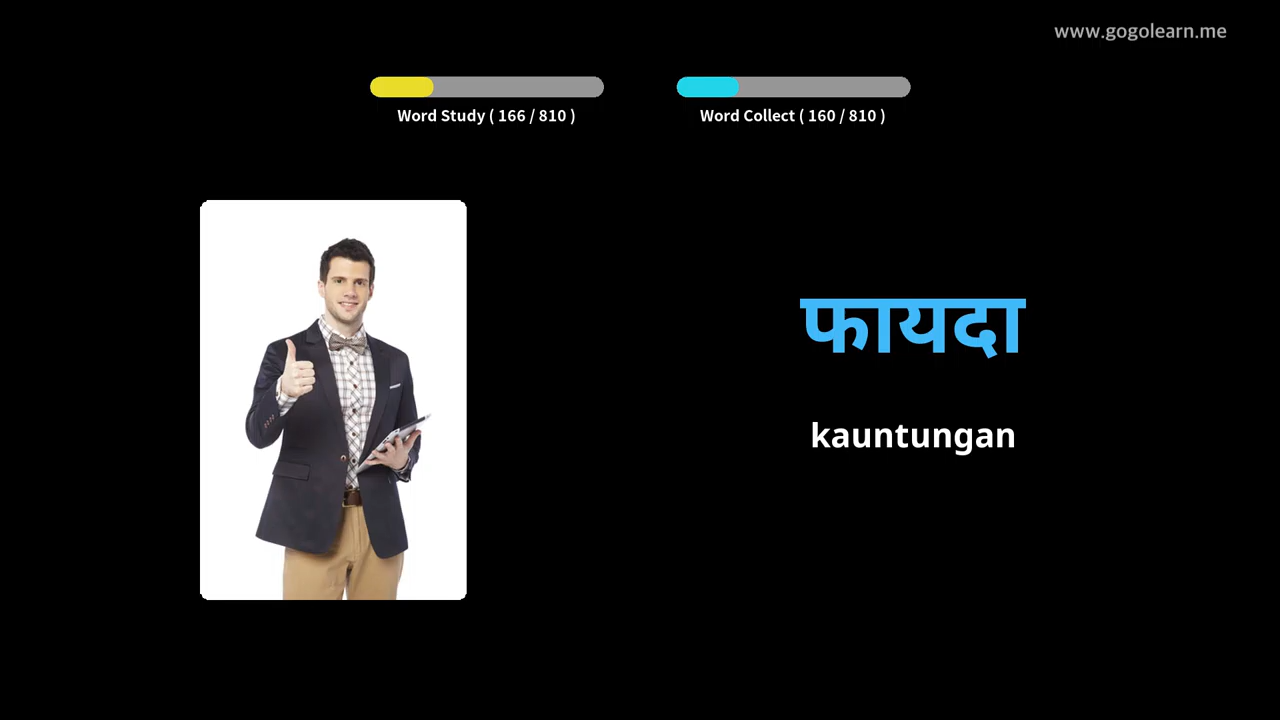 www.gogolearn.me
Word Study ( 166 / 810 )
Word Collect ( 160 / 810 )
फायदा
kauntungan